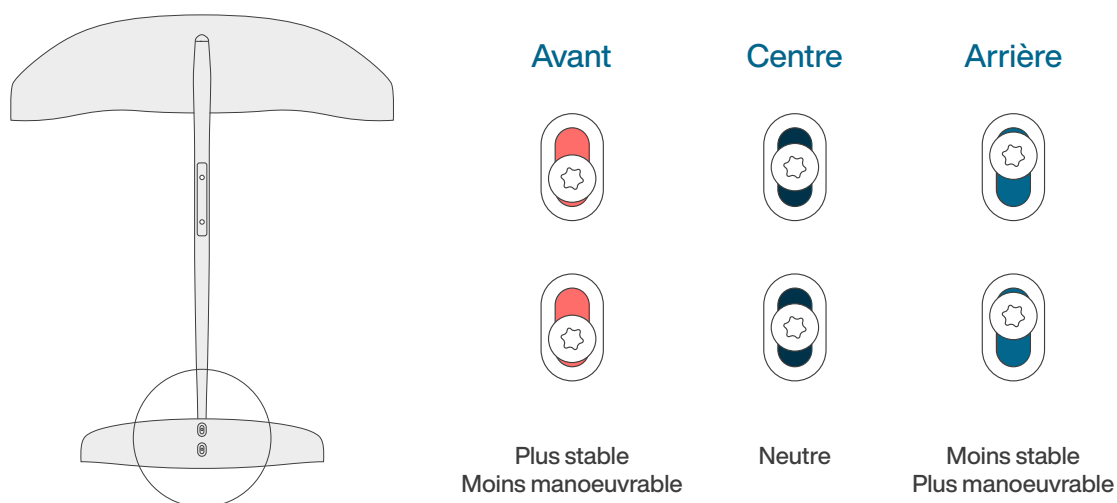 Avant Centre Arrière
Plus stable Neutre Moins stable
Moins manoeuvrable Plus manoeuvrable